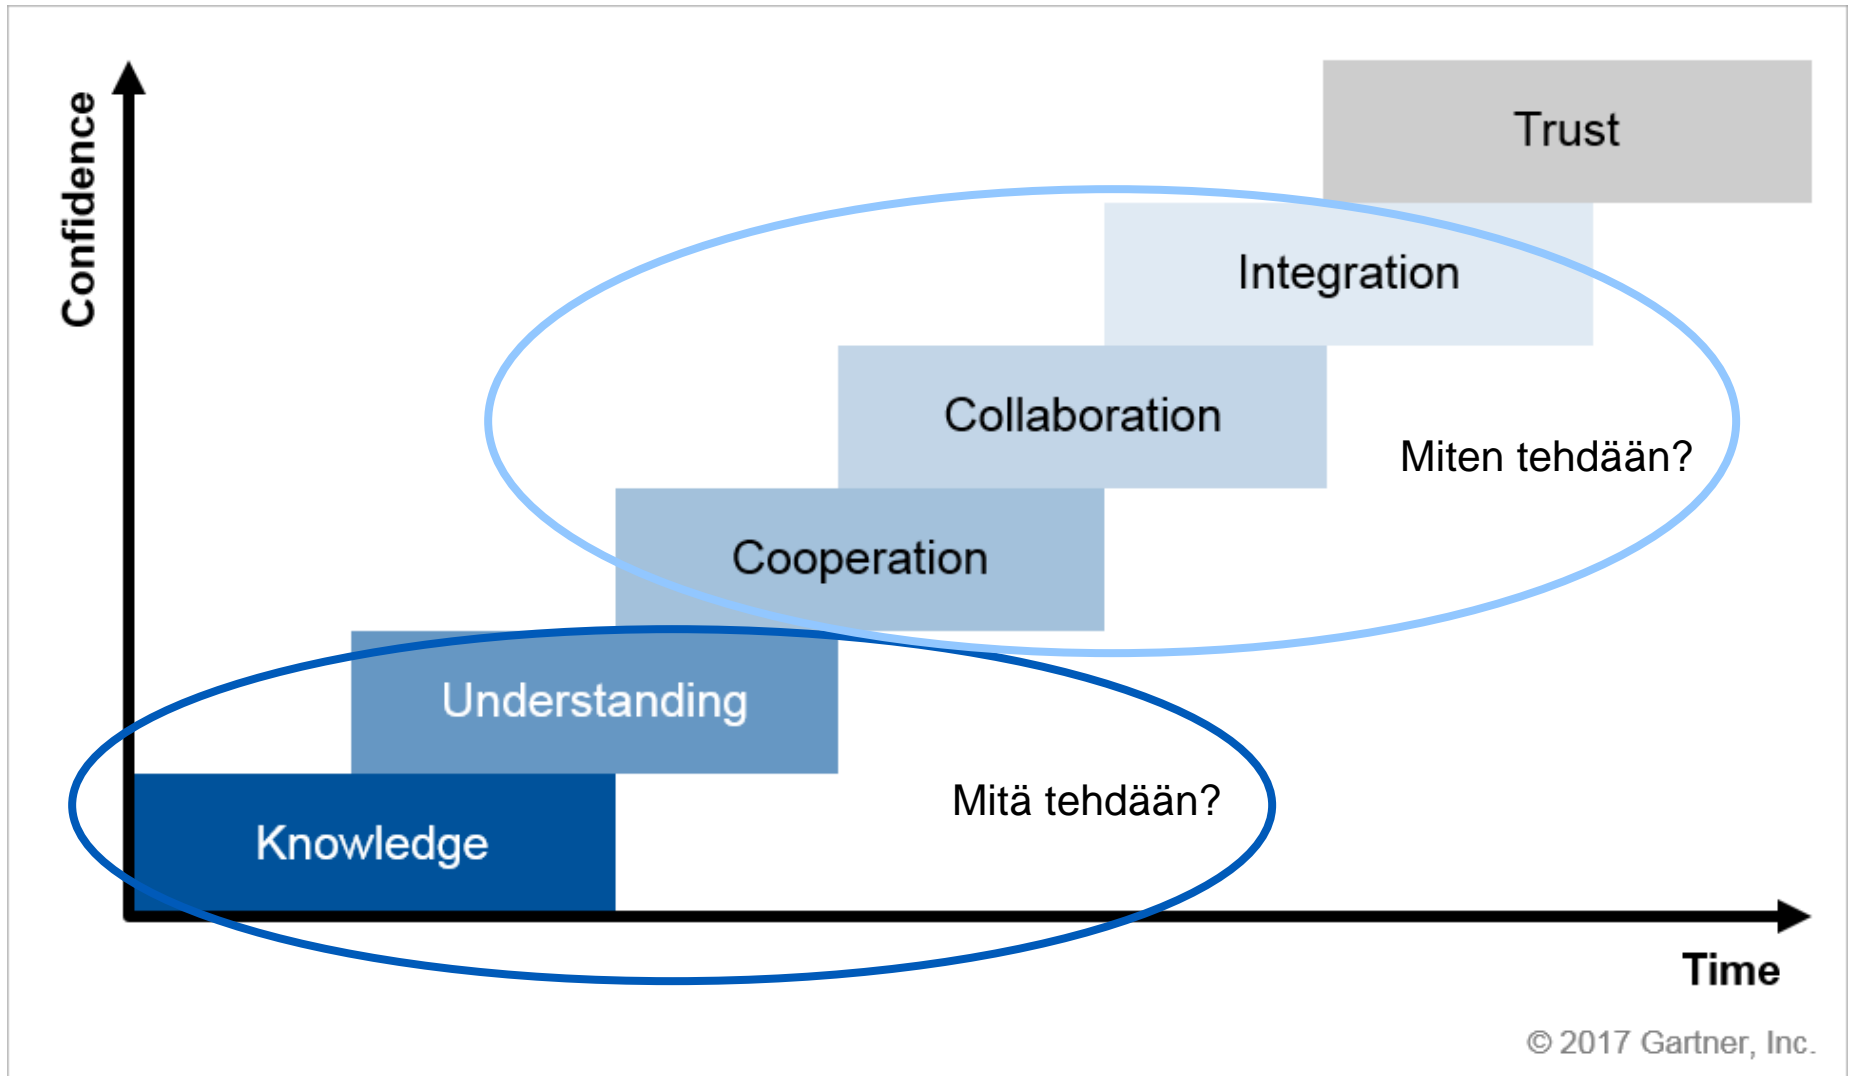 Confidence
Trust
Integration
Collaboration
Miten tehdään?
Cooperation
Understanding
Mitä tehdään?
Knowledge
Time
© 2017 Gartner, Inc.